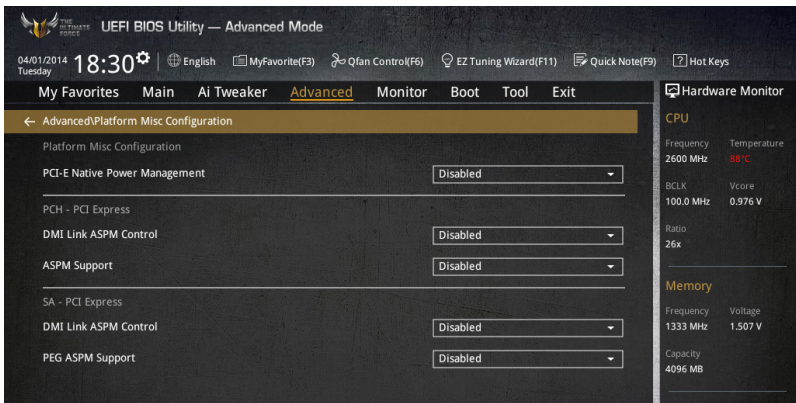 THE
ULTIMATE
FORCE
UEFI BIOS Utility — Advanced Mode
04/01/2014
Tuesday
18:30
English
MyFavorite(F3)
Qfan Control(F6)
EZ Tuning Wizard(F11)
Quick Note(F9)
? Hot Keys
My Favorites Main Ai Tweaker Advanced Monitor Boot Tool Exit
Hardware Monitor
← Advanced\Platform Misc Configuration
Platform Misc Configuration
PCI-E Native Power Management Disabled
PCH - PCI Express
DMI Link ASPM Control Disabled
ASPM Support Disabled
SA - PCI Express
DMI Link ASPM Control Disabled
PEG ASPM Support Disabled
CPU
Frequency Temperature
2600 MHz 88°C
BCLK Vcore
100.0 MHz 0.976 V
Ratio
26x
Memory
Frequency Voltage
1333 MHz 1.507 V
Capacity
4096 MB